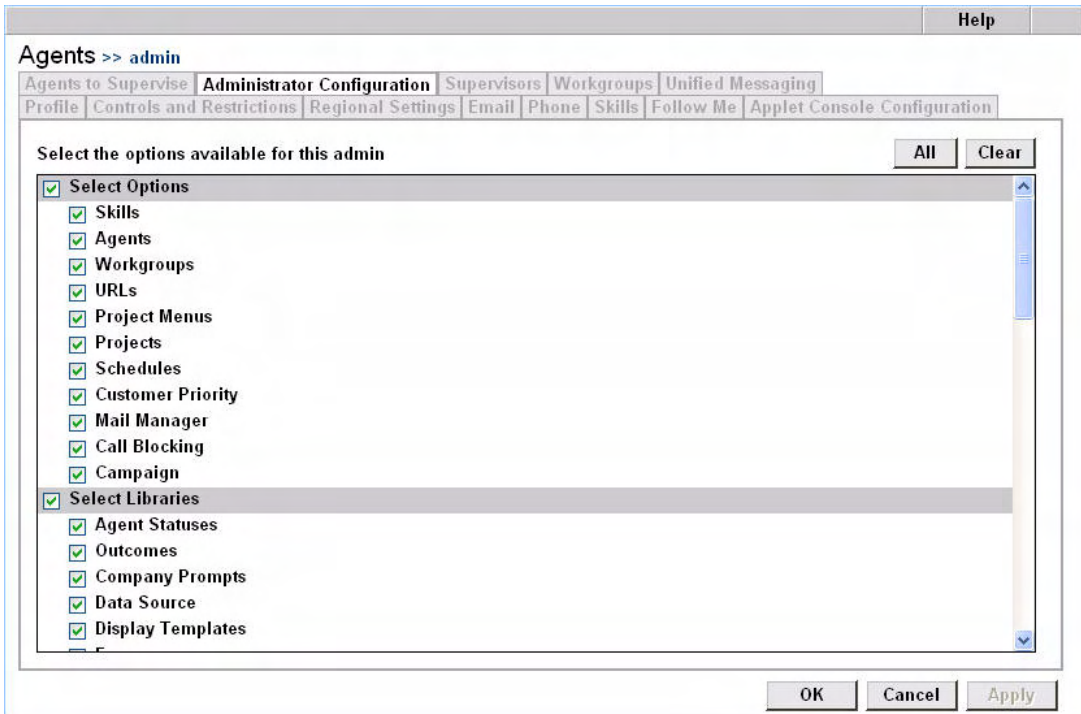 Help
Agents >> admin
Agents to Supervise Administrator Configuration Supervisors Workgroups Unified Messaging
Profile Controls and Restrictions Regional Settings Email Phone Skills Follow Me Applet Console Configuration
Select the options available for this admin All Clear
Select Options
Skills
Agents
Workgroups
URLs
Project Menus
Projects
Schedules
Customer Priority
Mail Manager
Call Blocking
Campaign
Select Libraries
Agent Statuses
Outcomes
Company Prompts
Data Source
Display Templates
OK Cancel Apply